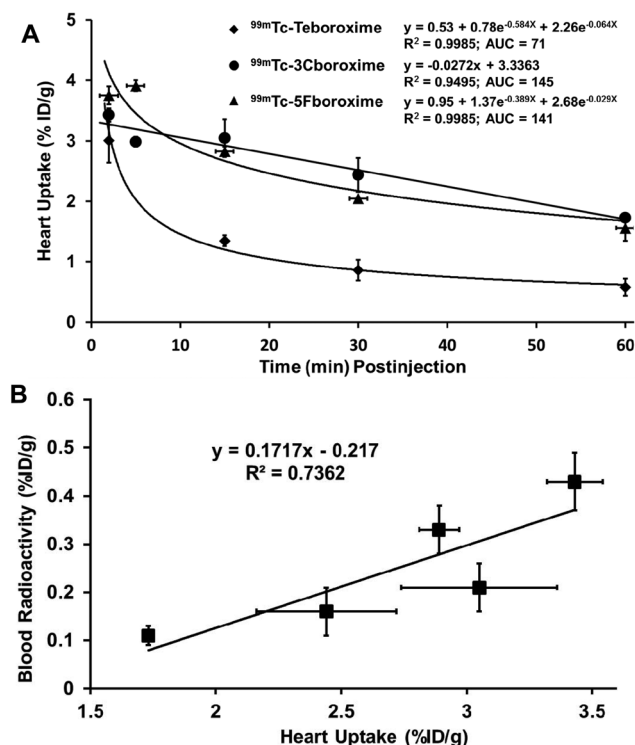 A
99mTc-Teboroxime y = 0.53 + 0.78e-0.584X + 2.26e-0.064X
R2 = 0.9985; AUC = 71
99mTc-3Cboroxime y = -0.0272x + 3.3363
R2 = 0.9495; AUC = 145
99mTc-5Fboroxime y = 0.95 + 1.37e-0.389X + 2.68e-0.029X
R2 = 0.9985; AUC = 141
Heart Uptake (% ID/g)
5
4
3
2
1
0
0 10 20 30 40 50 60
Time (min) Postinjection
B
y = 0.1717x - 0.217
R² = 0.7362
Blood Radioactivity (%ID/g)
0.6
0.5
0.4
0.3
0.2
0.1
0
1.5 2 2.5 3 3.5
Heart Uptake (%ID/g)